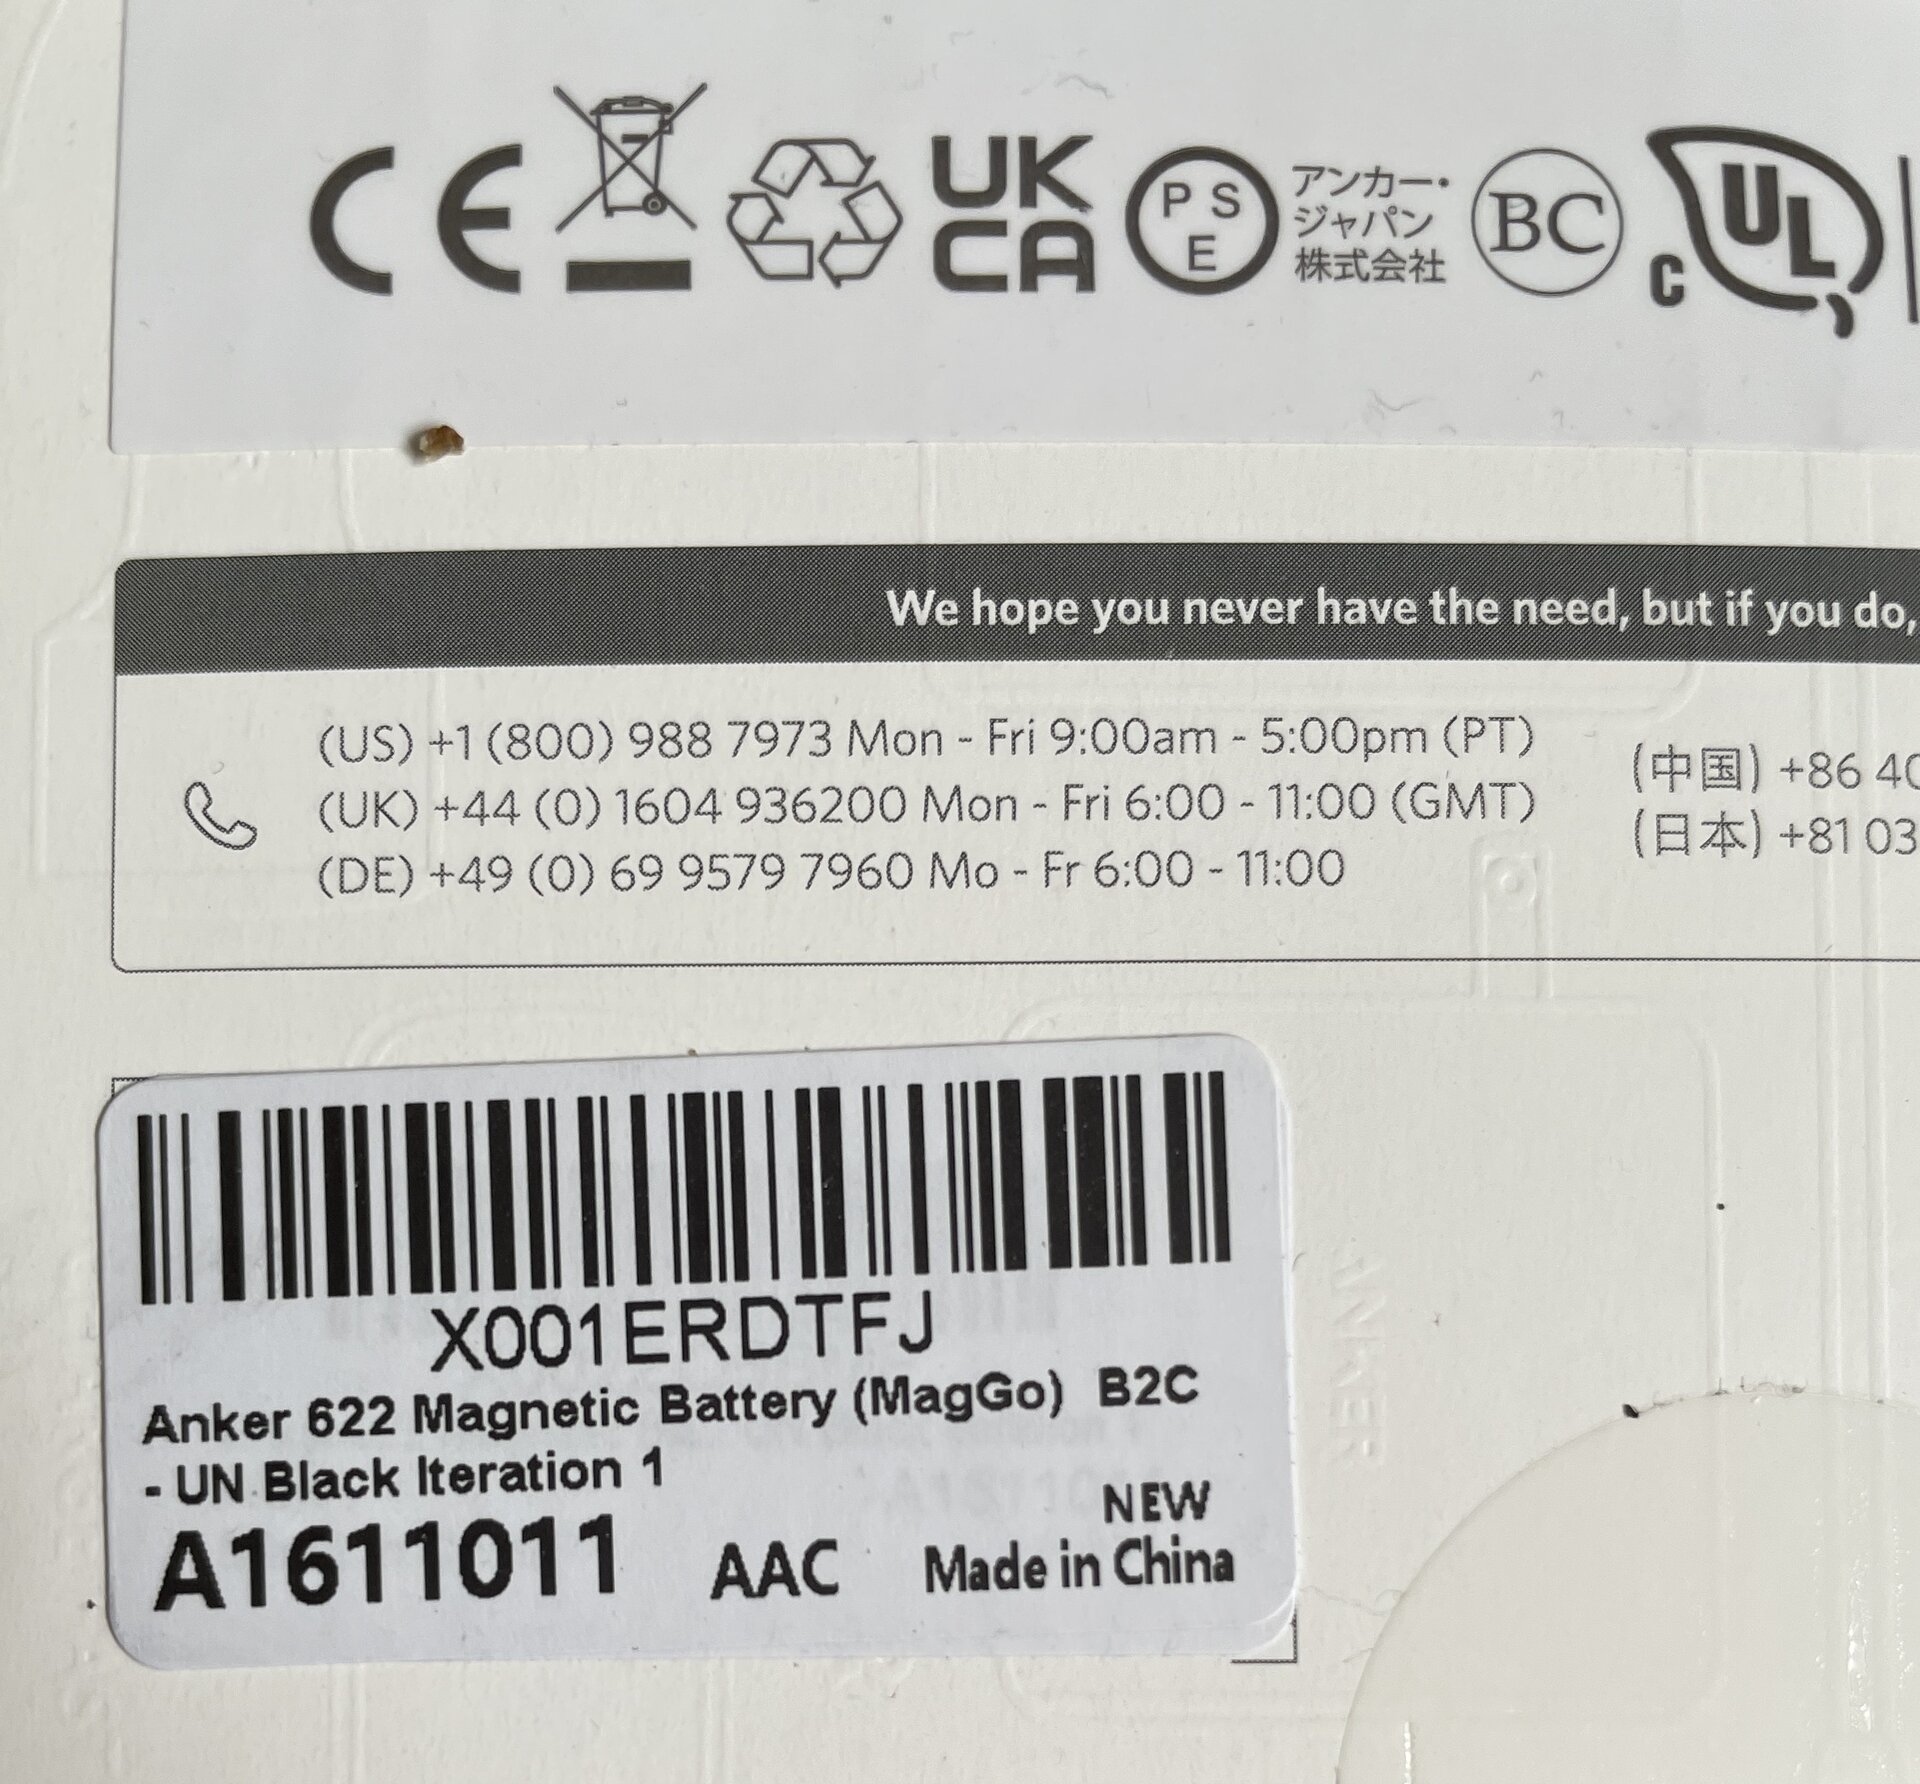 CE
UK
CA
P S
E
アンカー・
ジャパン
株式会社
BC
c UL
We hope you never have the need, but if you do,
(US) +1 (800) 988 7973 Mon - Fri 9:00am - 5:00pm (PT)
(UK) +44 (0) 1604 936200 Mon - Fri 6:00 - 11:00 (GMT)
(DE) +49 (0) 69 9579 7960 Mo - Fr 6:00 - 11:00
(中国) +86 40
(日本) +81 03
X001ERDTFJ
Anker 622 Magnetic Battery (MagGo) B2C
- UN Black Iteration 1
NEW
A1611011 AAC Made in China
ANKER